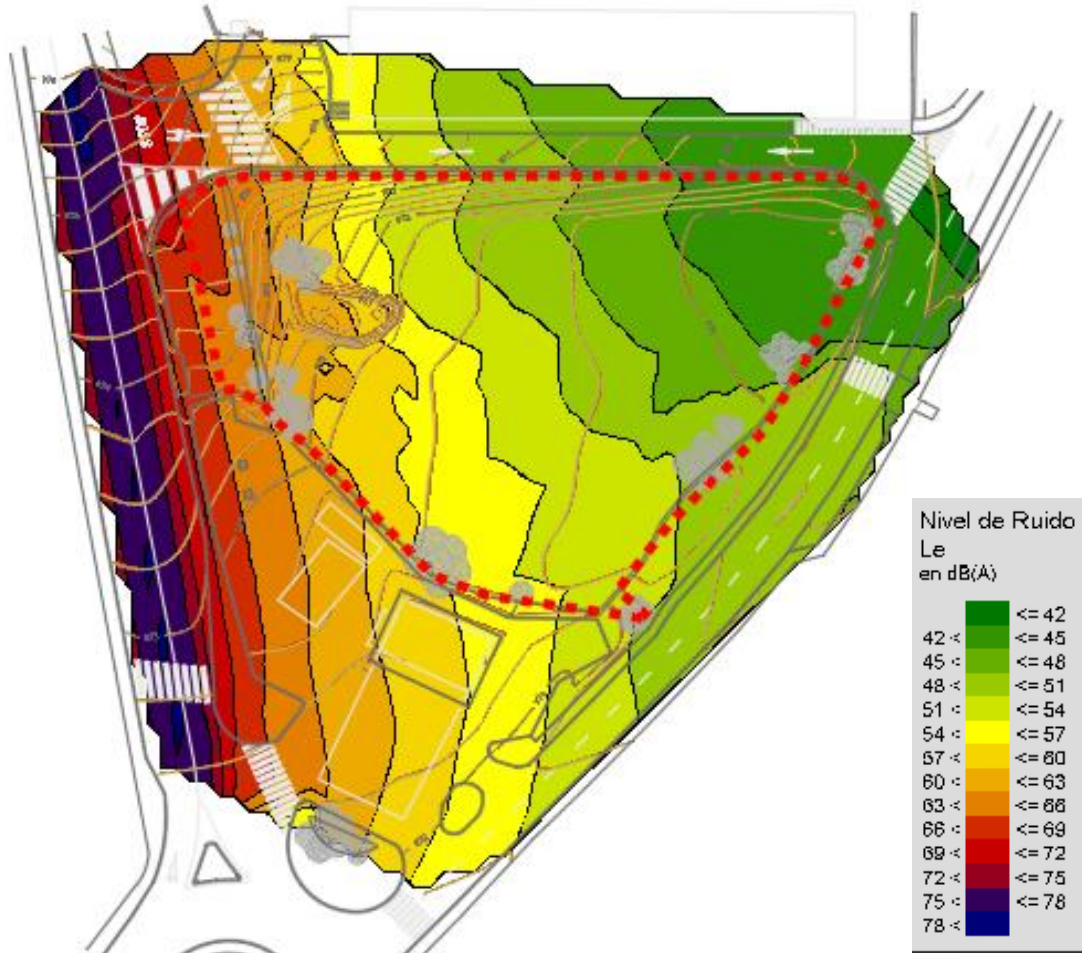 STOP
Nivel de Ruido
Le
en dB(A)
<= 42
42 < <= 45
45 < <= 48
48 < <= 51
51 < <= 54
54 < <= 57
57 < <= 60
60 < <= 63
63 < <= 66
66 < <= 69
69 < <= 72
72 < <= 75
75 < <= 78
78 <